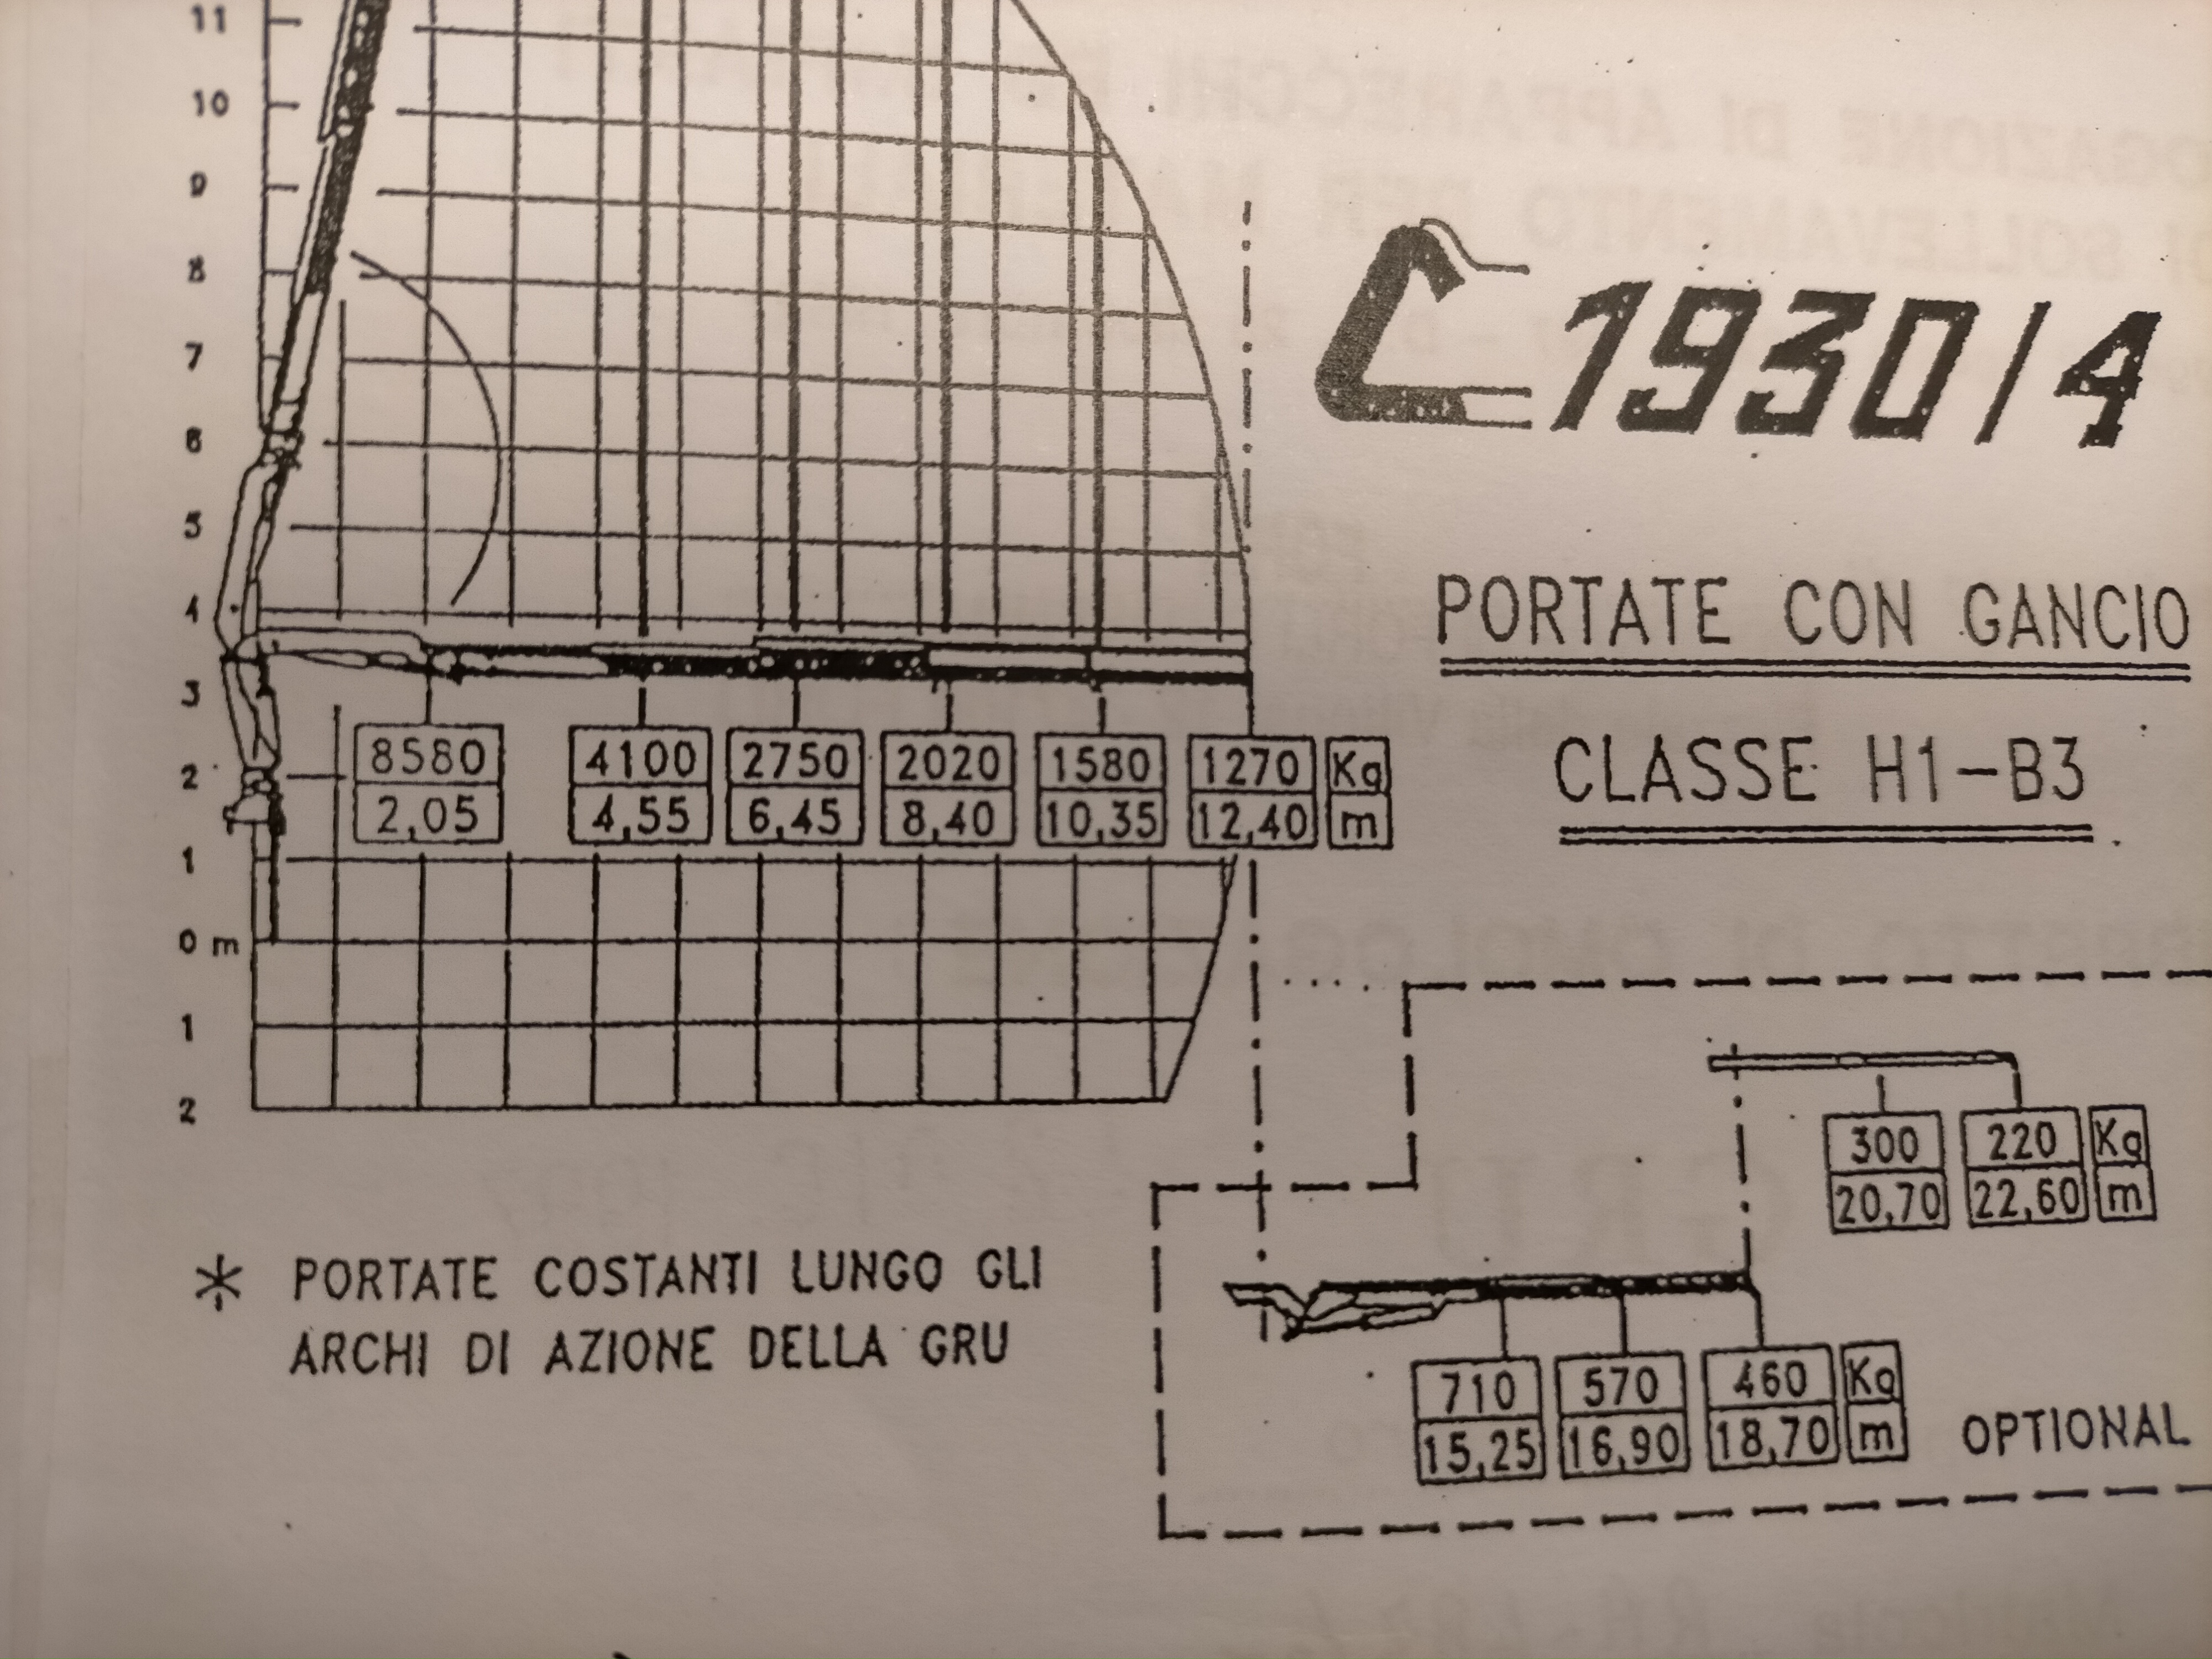 11
10
9
8
7
6
5
4
3
2
1
0 m
1
2
8580 4100 2750 2020 1580 1270 Kg
2,05 4,55 6,45 8,40 10,35 12,40 m
1930/4
PORTATE CON GANCIO
CLASSE H1-B3
300 220 Kg
20,70 22,60 m
710 570 460 Kg
15,25 16,90 18,70 m
OPTIONAL
* PORTATE COSTANTI LUNGO GLI
ARCHI DI AZIONE DELLA GRU